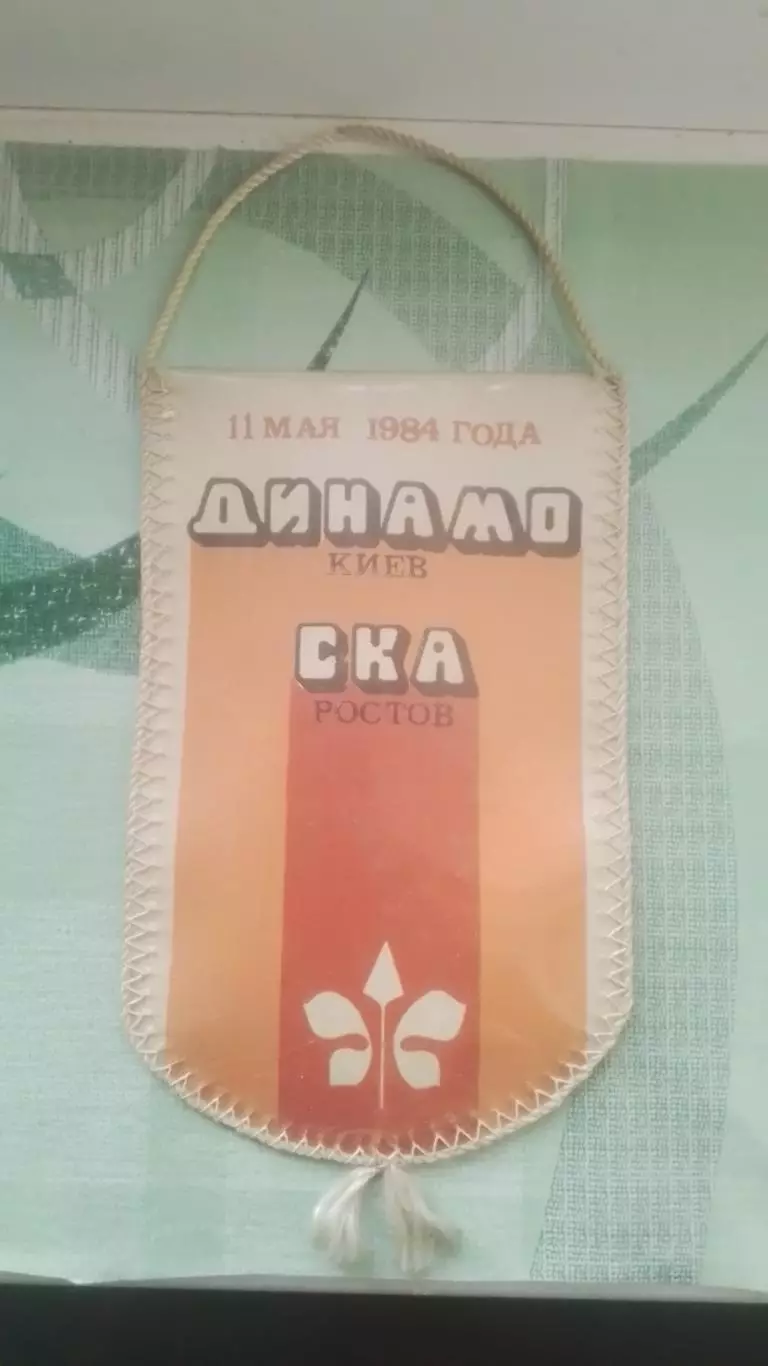 11 МАЯ 1984 ГОДА
ДИНАМО
КИЕВ
СКА
РОСТОВ